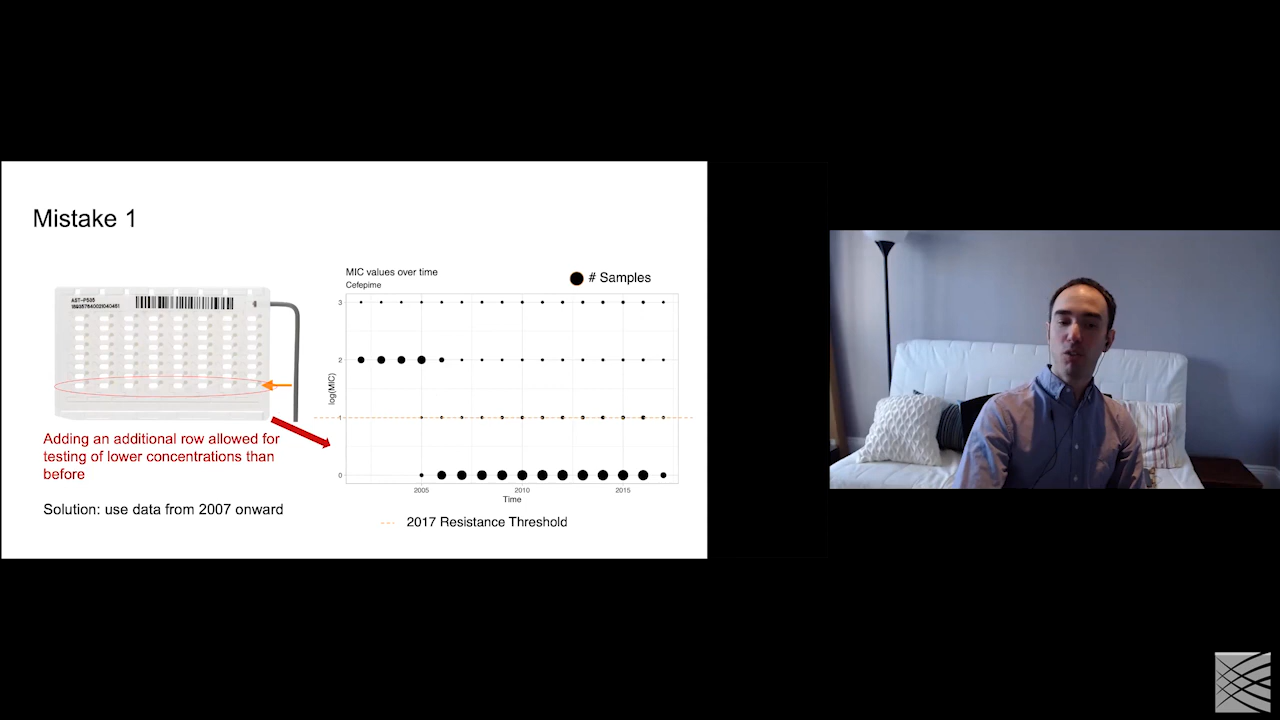 Mistake 1
AST-P535
MIC values over time
Cefepime
# Samples
3
2
1
0
log(MIC)
2005
2010
2015
Time
2017 Resistance Threshold
Adding an additional row allowed for
testing of lower concentrations than
before
Solution: use data from 2007 onward